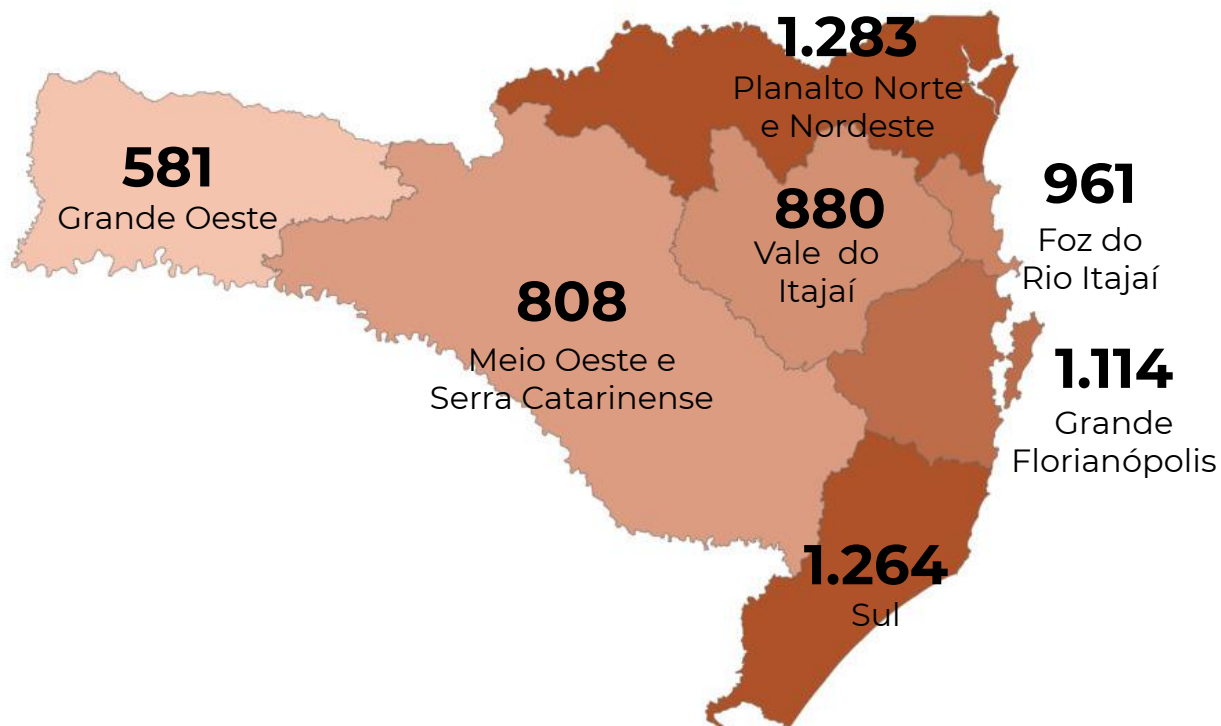 1.283
Planalto Norte
e Nordeste
581
Grande Oeste
880
Vale do
Itajaí
961
Foz do
Rio Itajaí
808
Meio Oeste e
Serra Catarinense
1.114
Grande
Florianópolis
1.264
Sul